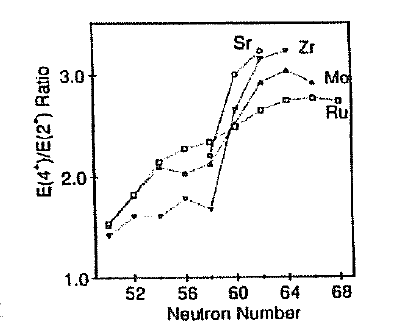 Sr
Zr
3.0
Mo
Ru
E(4⁺)/E(2⁺) Ratio
2.0
1.0
52 56 60 64 68
Neutron Number